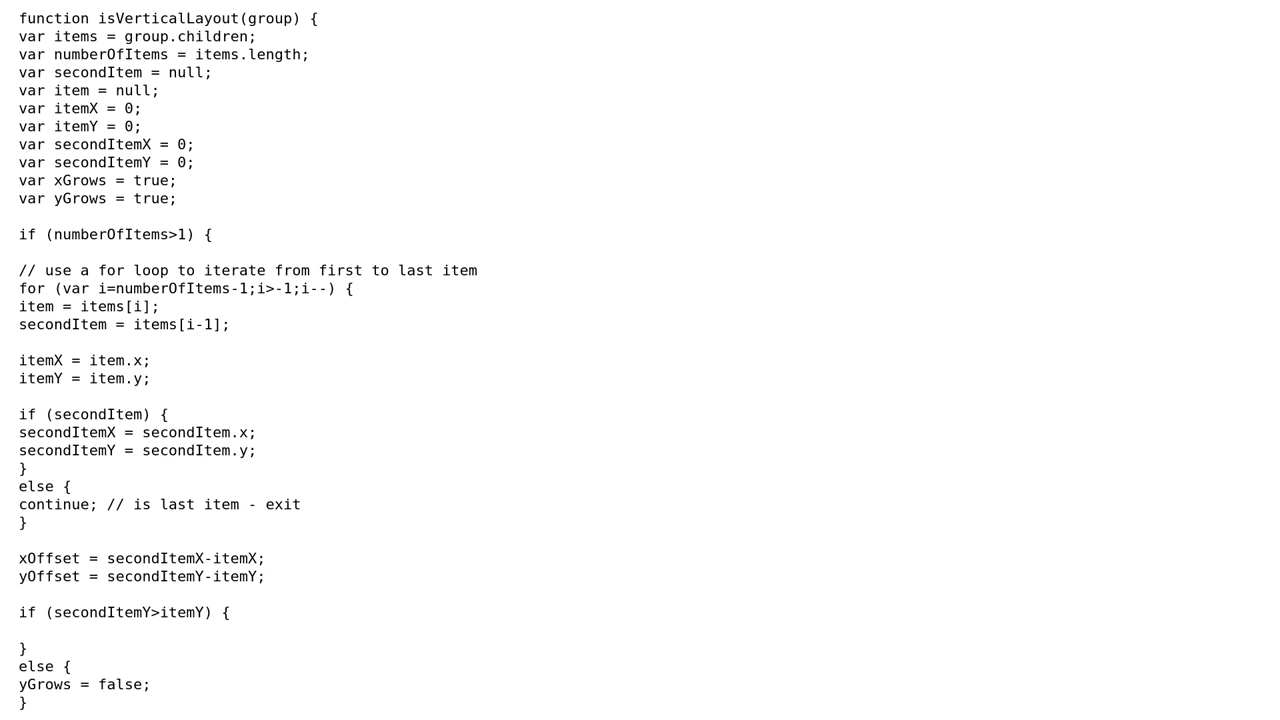 function isVerticalLayout(group) {
var items = group.children;
var numberOfItems = items.length;
var secondItem = null;
var item = null;
var itemX = 0;
var itemY = 0;
var secondItemX = 0;
var secondItemY = 0;
var xGrows = true;
var yGrows = true;

if (numberOfItems>1) {

// use a for loop to iterate from first to last item
for (var i=numberOfItems-1;i>-1;i--) {
item = items[i];
secondItem = items[i-1];

itemX = item.x;
itemY = item.y;

if (secondItem) {
secondItemX = secondItem.x;
secondItemY = secondItem.y;
}
else {
continue; // is last item - exit
}

xOffset = secondItemX-itemX;
yOffset = secondItemY-itemY;

if (secondItemY>itemY) {

}
else {
yGrows = false;
}